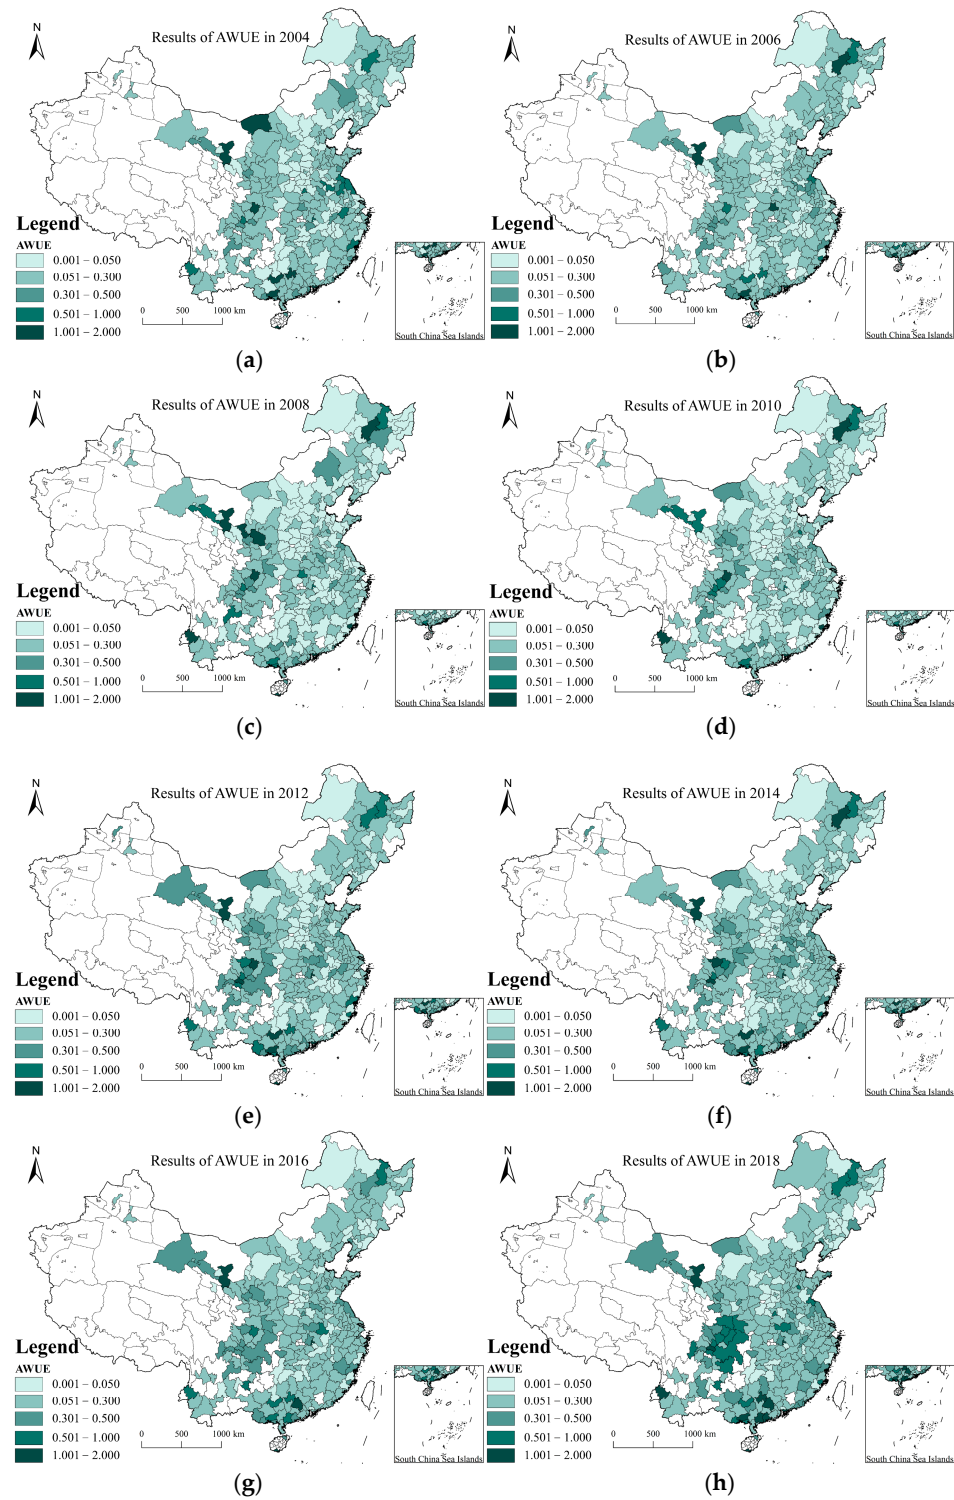 N
Results of AWUE in 2004
Legend
AWUE
0.001 – 0.050
0.051 – 0.300
0.301 – 0.500
0.501 – 1.000
1.001 – 2.000
0 500 1000 km
South China Sea Islands
(a)
N
Results of AWUE in 2006
Legend
AWUE
0.001 – 0.050
0.051 – 0.300
0.301 – 0.500
0.501 – 1.000
1.001 – 2.000
0 500 1000 km
South China Sea Islands
(b)
N
Results of AWUE in 2008
Legend
AWUE
0.001 – 0.050
0.051 – 0.300
0.301 – 0.500
0.501 – 1.000
1.001 – 2.000
0 500 1000 km
South China Sea Islands
(c)
N
Results of AWUE in 2010
Legend
AWUE
0.001 – 0.050
0.051 – 0.300
0.301 – 0.500
0.501 – 1.000
1.001 – 2.000
0 500 1000 km
South China Sea Islands
(d)
N
Results of AWUE in 2012
Legend
AWUE
0.001 – 0.050
0.051 – 0.300
0.301 – 0.500
0.501 – 1.000
1.001 – 2.000
0 500 1000 km
South China Sea Islands
(e)
N
Results of AWUE in 2014
Legend
AWUE
0.001 – 0.050
0.051 – 0.300
0.301 – 0.500
0.501 – 1.000
1.001 – 2.000
0 500 1000 km
South China Sea Islands
(f)
N
Results of AWUE in 2016
Legend
AWUE
0.001 – 0.050
0.051 – 0.300
0.301 – 0.500
0.501 – 1.000
1.001 – 2.000
0 500 1000 km
South China Sea Islands
(g)
N
Results of AWUE in 2018
Legend
AWUE
0.001 – 0.050
0.051 – 0.300
0.301 – 0.500
0.501 – 1.000
1.001 – 2.000
0 500 1000 km
South China Sea Islands
(h)